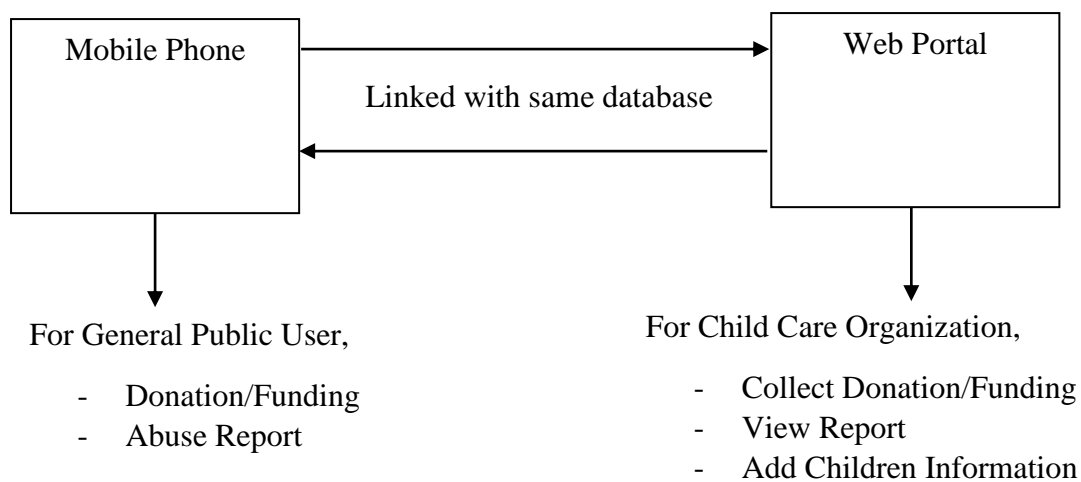 Mobile Phone
Web Portal
Linked with same database
For General Public User,
- Donation/Funding
- Abuse Report
For Child Care Organization,
- Collect Donation/Funding
- View Report
- Add Children Information